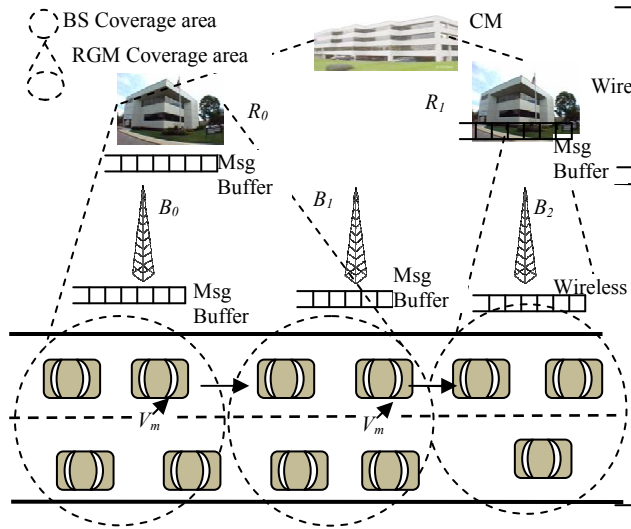 BS Coverage area
CM
RGM Coverage area
R0
R1
Wire
Msg
Buffer
Msg
Buffer
B0
B1
B2
Msg
Buffer
Msg
Buffer
Wireless
Vm
Vm